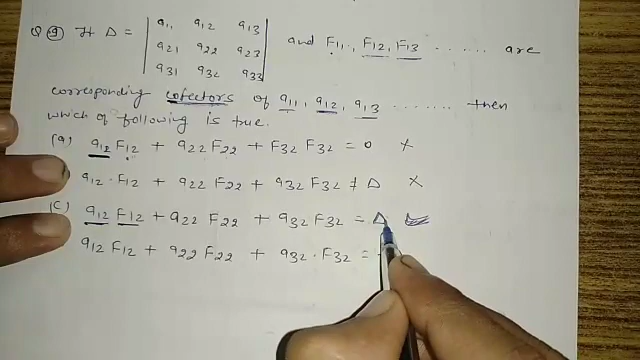 Q ⑨ If Δ = | a11 a12 a13 | and F11, F12, F13 ...... are
| a21 a22 a23 |
| a31 a32 a33 |
corresponding cofectors of a11, a12, a13 ........ then
which of following is true.
(a) a12 F12 + a22 F22 + F32 F32 = 0 ×
a12 · F12 + a22 F22 + a32 F32 ≠ Δ ×
(C) a12 F12 + a22 F22 + a32 F32 = Δ
a12 F12 + a22 F22 + a32 · F32 =